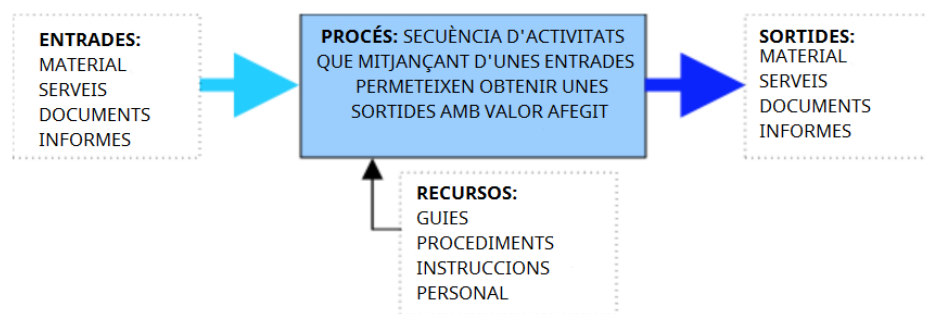 ENTRADES:
MATERIAL
SERVEIS
DOCUMENTS
INFORMES
PROCÉS: SECUÈNCIA D'ACTIVITATS
QUE MITJANÇANT D'UNES ENTRADES
PERMETEIXEN OBTENIR UNES
SORTIDES AMB VALOR AFEGIT
SORTIDES:
MATERIAL
SERVEIS
DOCUMENTS
INFORMES
RECURSOS:
GUIES
PROCEDIMENTS
INSTRUCCIONS
PERSONAL